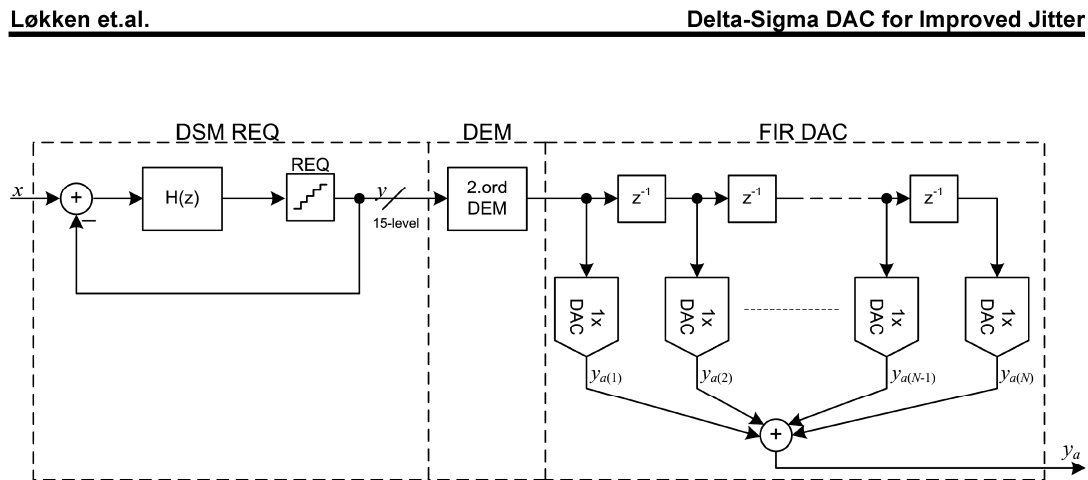 Løkken et.al. Delta-Sigma DAC for Improved Jitter
DSM REQ DEM FIR DAC
REQ
x + H(z) y 2.ord DEM z⁻¹ z⁻¹ z⁻¹
−
15-level
1x DAC 1x DAC 1x DAC 1x DAC
yₐ(1) yₐ(2) yₐ(N-1) yₐ(N)
+
yₐ